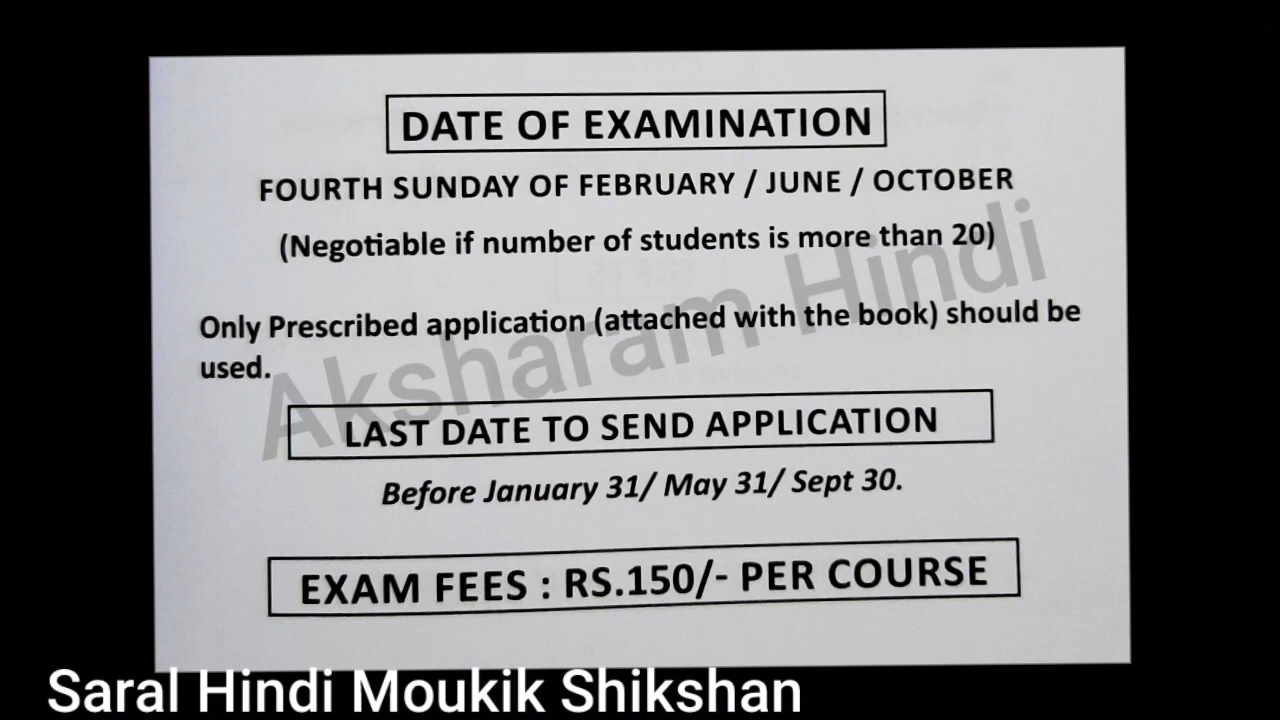 DATE OF EXAMINATION
FOURTH SUNDAY OF FEBRUARY / JUNE / OCTOBER
(Negotiable if number of students is more than 20)
Only Prescribed application (attached with the book) should be
used.
Aksharam Hindi
LAST DATE TO SEND APPLICATION
Before January 31/ May 31/ Sept 30.
EXAM FEES : RS.150/- PER COURSE
Saral Hindi Moukik Shikshan